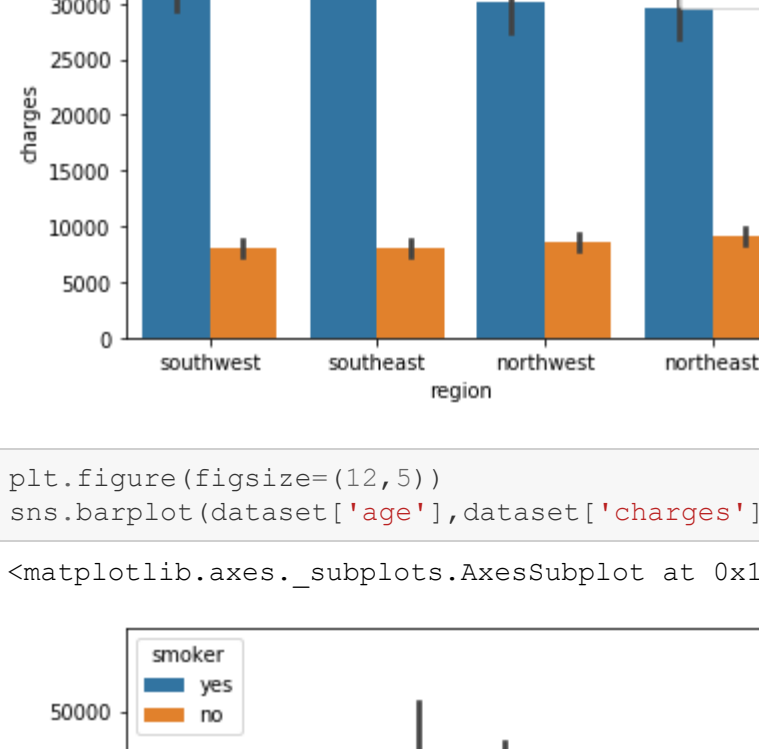 30000
25000
20000
15000
10000
5000
0
charges
southwest southeast northwest northeast
region
plt.figure(figsize=(12,5))
sns.barplot(dataset['age'],dataset['charges']
<matplotlib.axes._subplots.AxesSubplot at 0x1
smoker
yes
no
50000